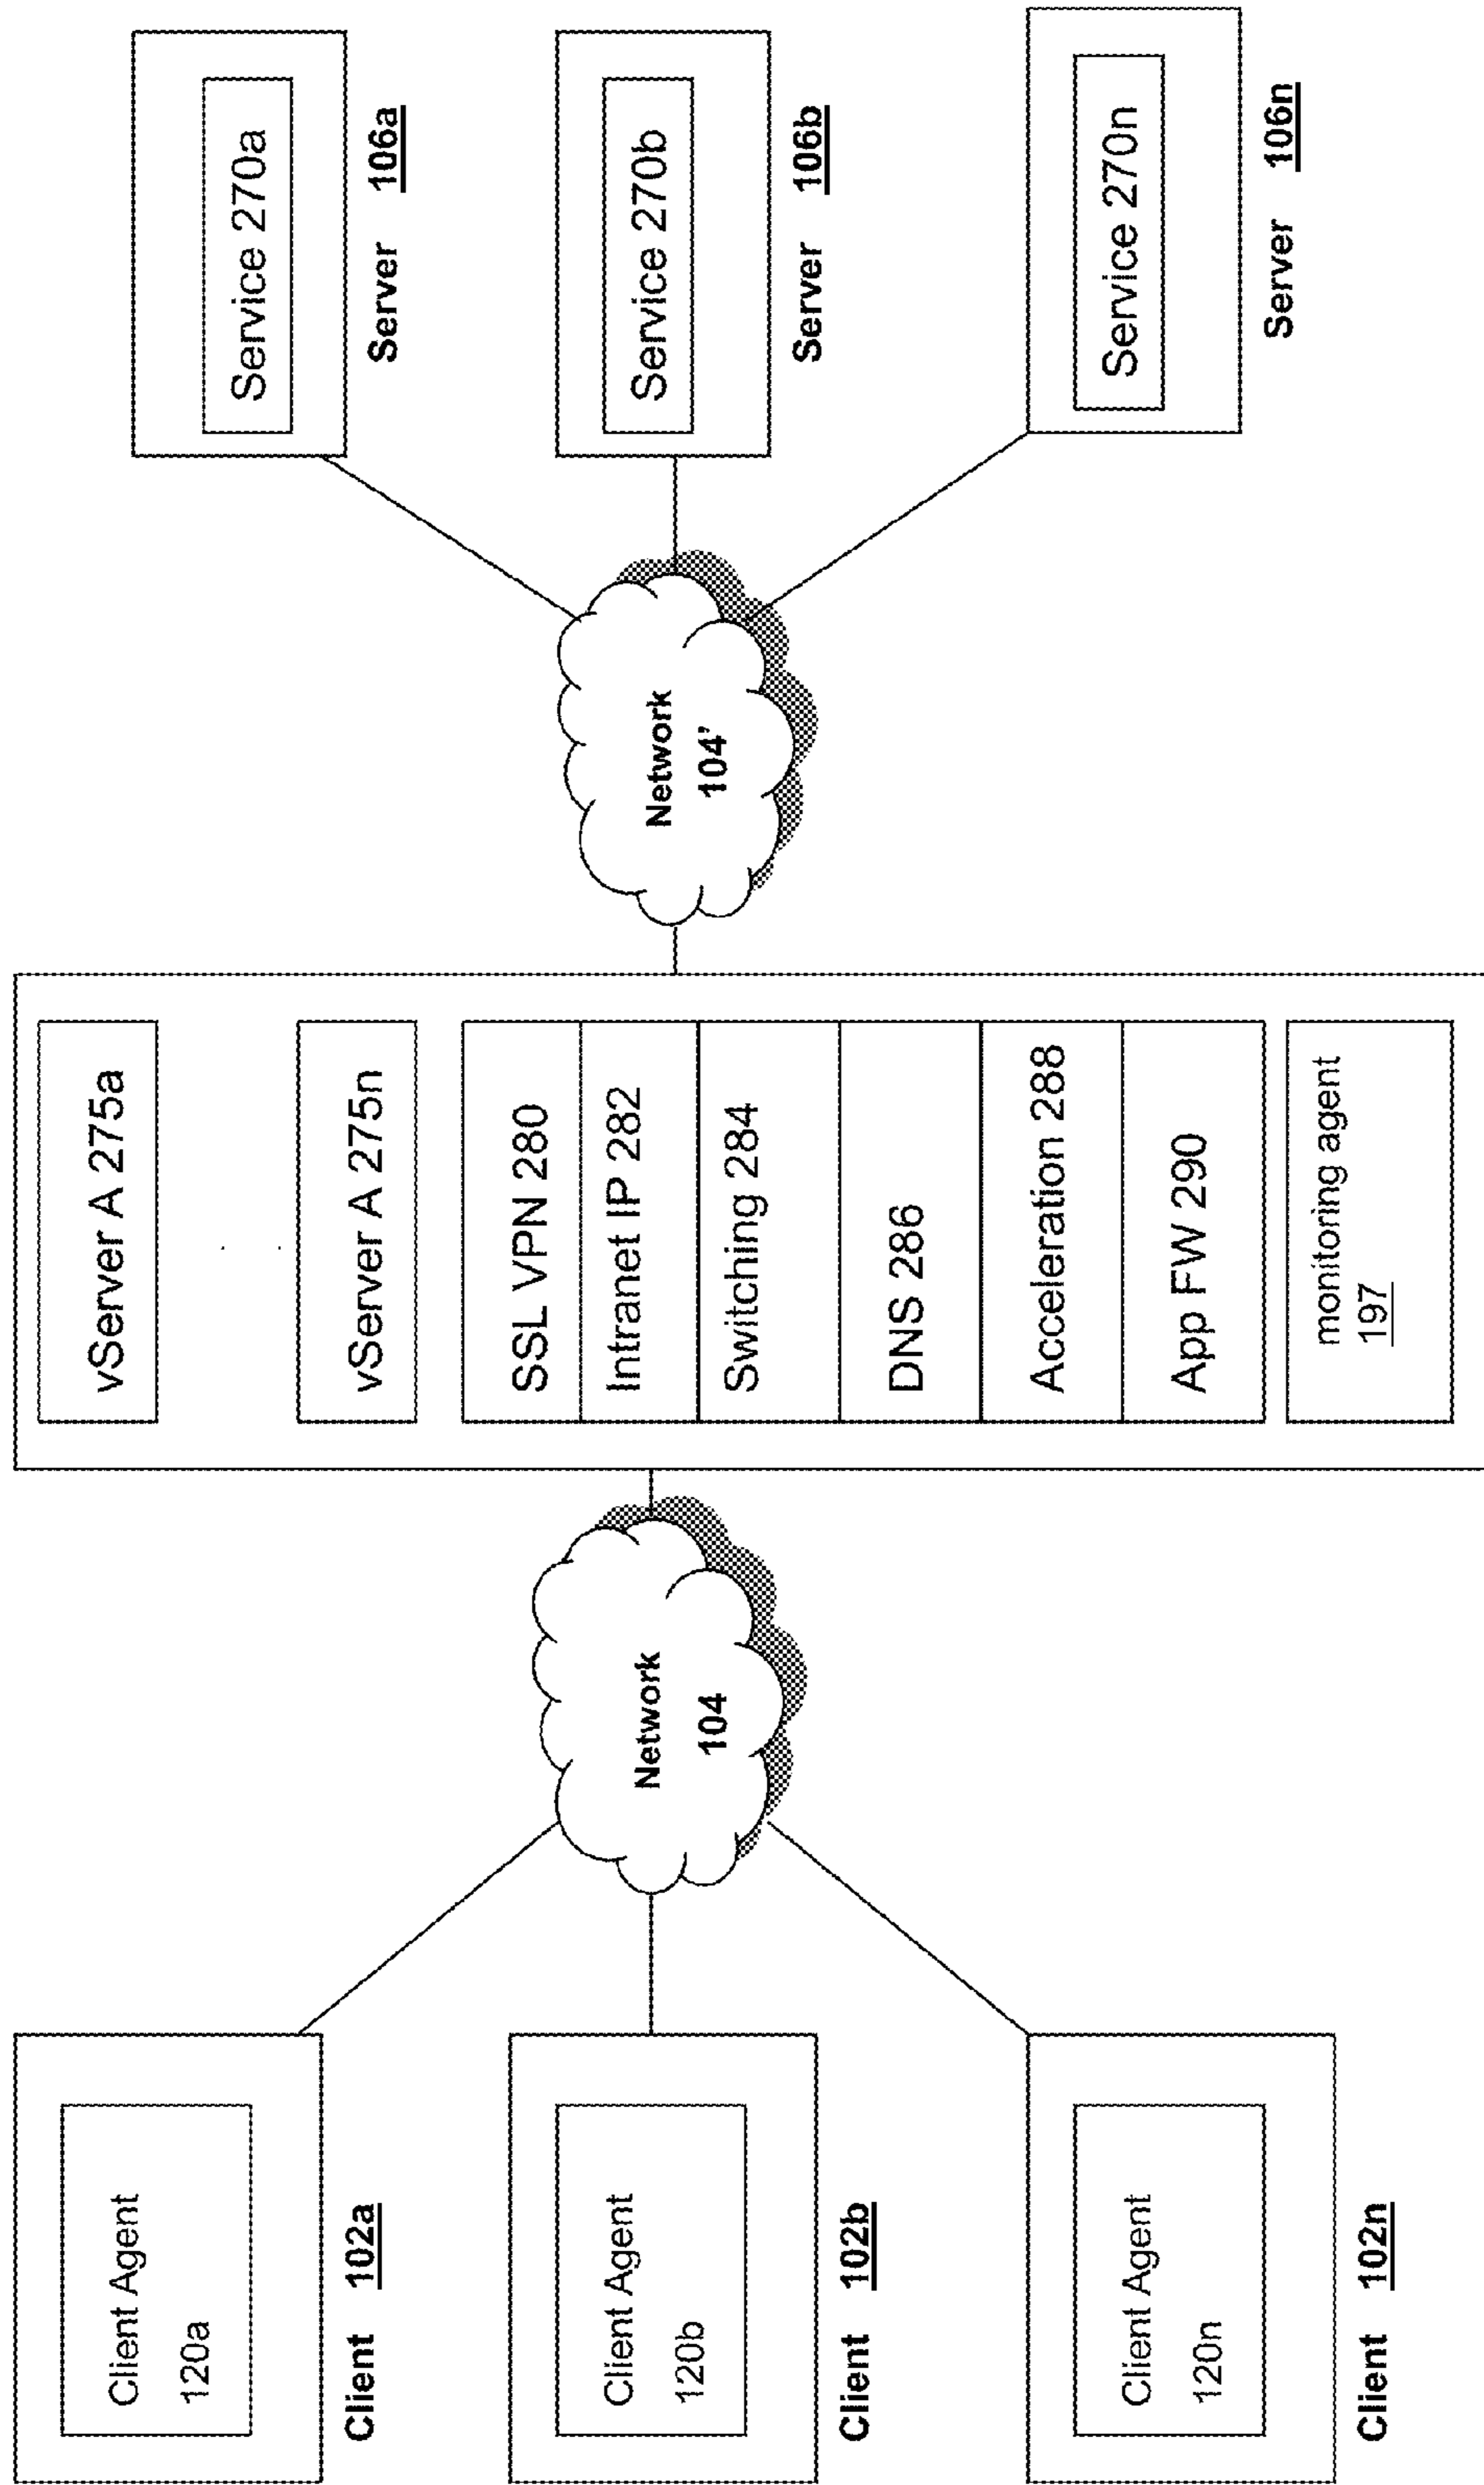 Client Agent
120a
Client 102a
Client Agent
120b
Client 102b
Client Agent
120n
Client 102n
Network
104
vServer A 275a
vServer A 275n
SSL VPN 280
Intranet IP 282
Switching 284
DNS 286
Acceleration 288
App FW 290
monitoring agent
197
Network
104'
Service 270a
Server 106a
Service 270b
Server 106b
Service 270n
Server 106n